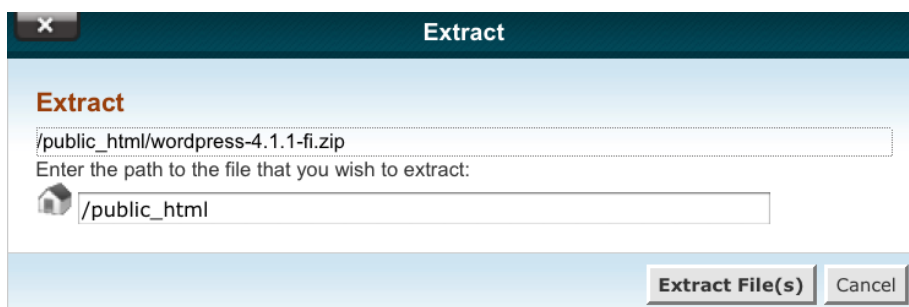 Extract
Extract
/public_html/wordpress-4.1.1-fi.zip
Enter the path to the file that you wish to extract:
/public_html
Extract File(s) Cancel